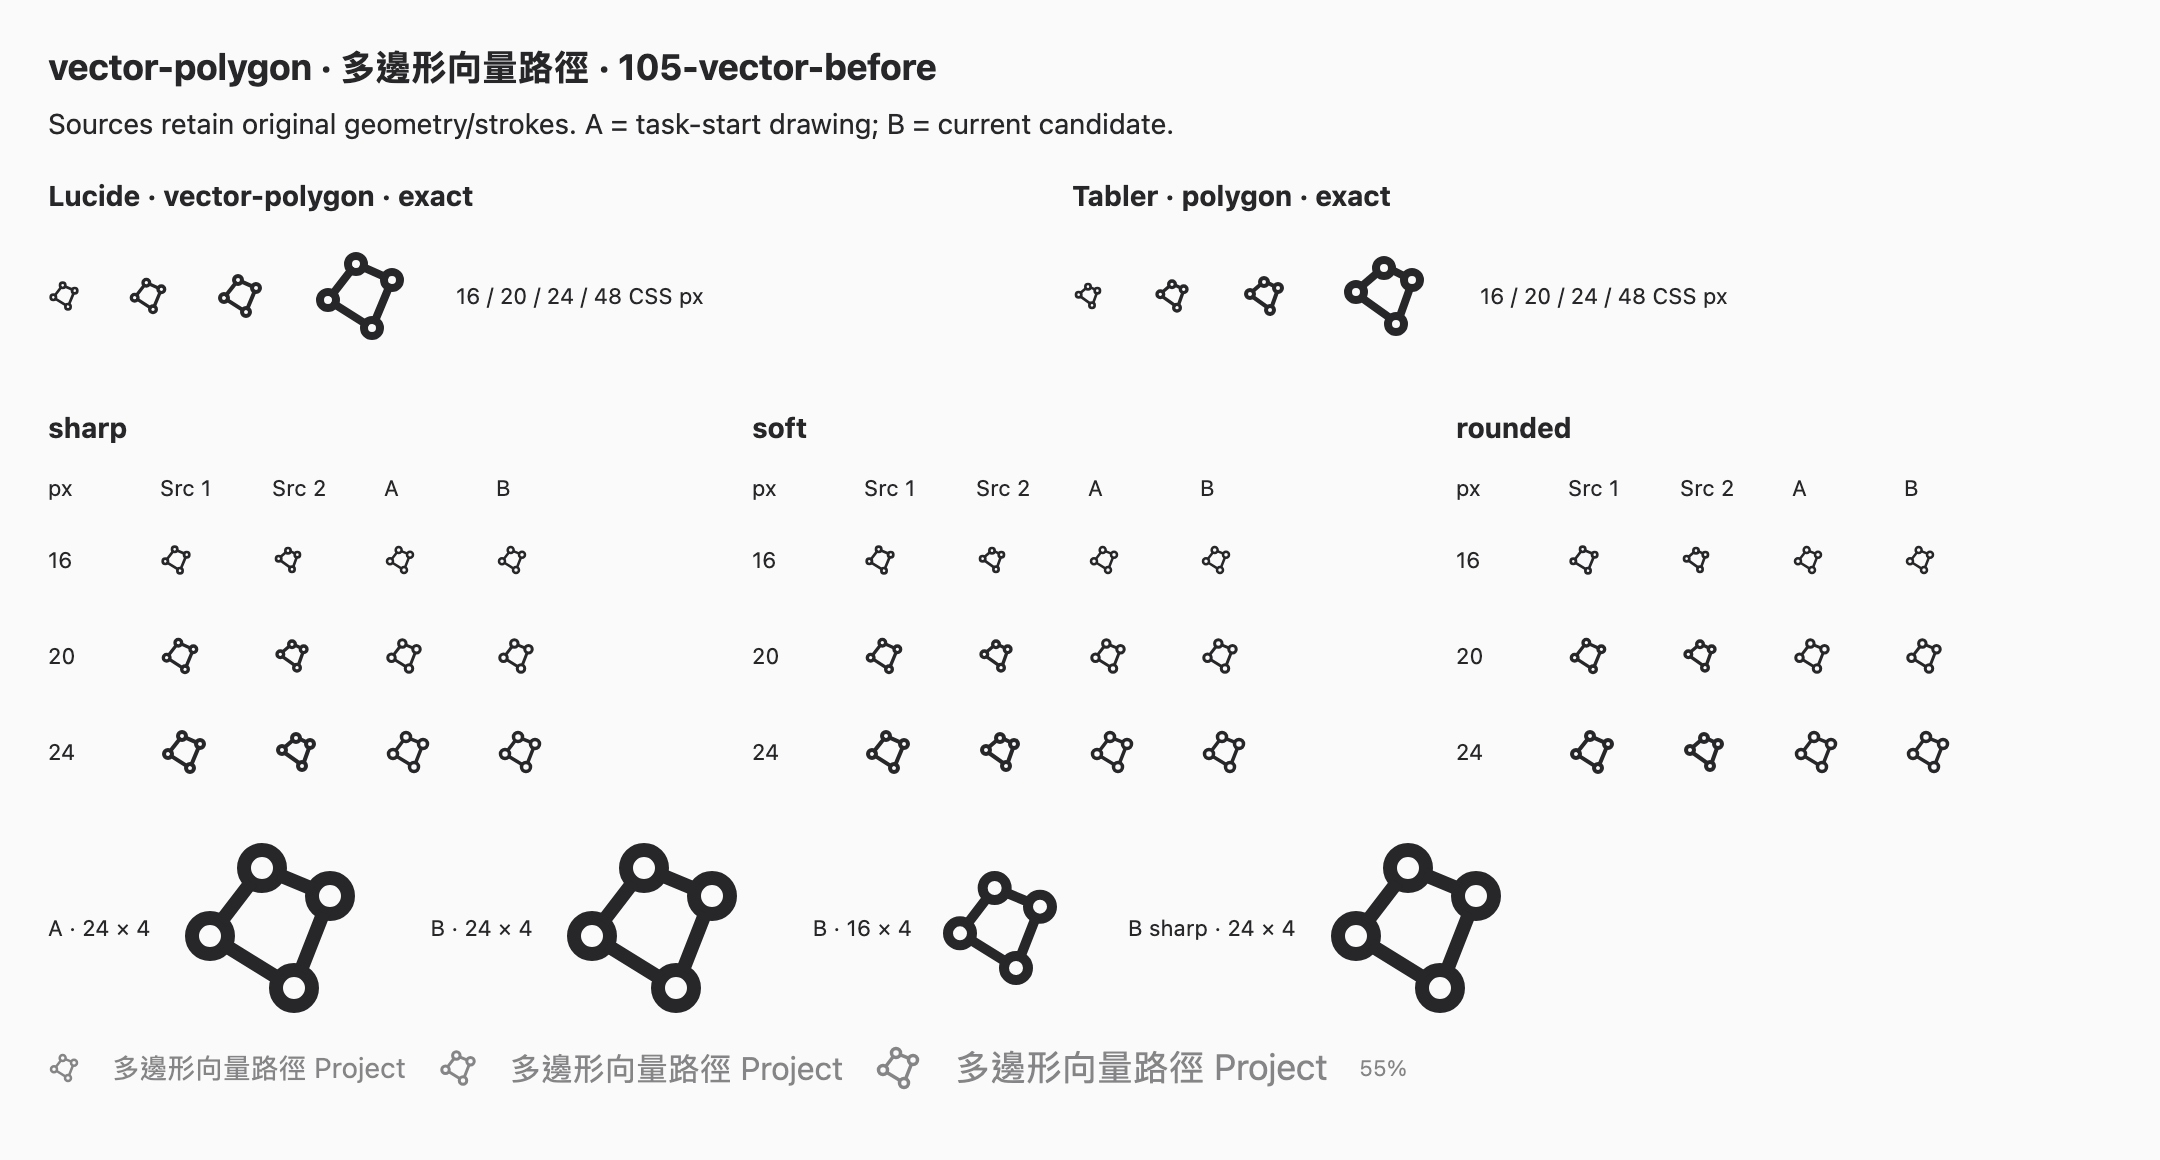 vector-polygon · 多邊形向量路徑 · 105-vector-before
Sources retain original geometry/strokes. A = task-start drawing; B = current candidate.
Lucide · vector-polygon · exact
16 / 20 / 24 / 48 CSS px
Tabler · polygon · exact
16 / 20 / 24 / 48 CSS px
sharp
px Src 1 Src 2 A B
16
20
24
soft
px Src 1 Src 2 A B
16
20
24
rounded
px Src 1 Src 2 A B
16
20
24
A · 24 × 4
B · 24 × 4
B · 16 × 4
B sharp · 24 × 4
多邊形向量路徑 Project
多邊形向量路徑 Project
多邊形向量路徑 Project
55%